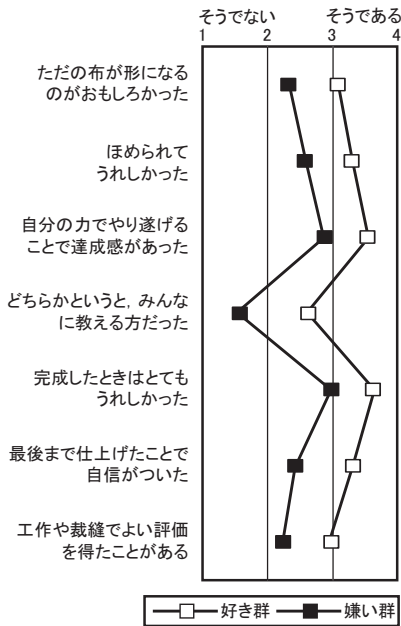 そうでない そうである
1 2 3 4
ただの布が形になる
のがおもしろかった
ほめられて
うれしかった
自分の力でやり遂げる
ことで達成感があった
どちらかというと，みんな
に教える方だった
完成したときはとても
うれしかった
最後まで仕上げたことで
自信がついた
工作や裁縫でよい評価
を得たことがある
好き群 嫌い群